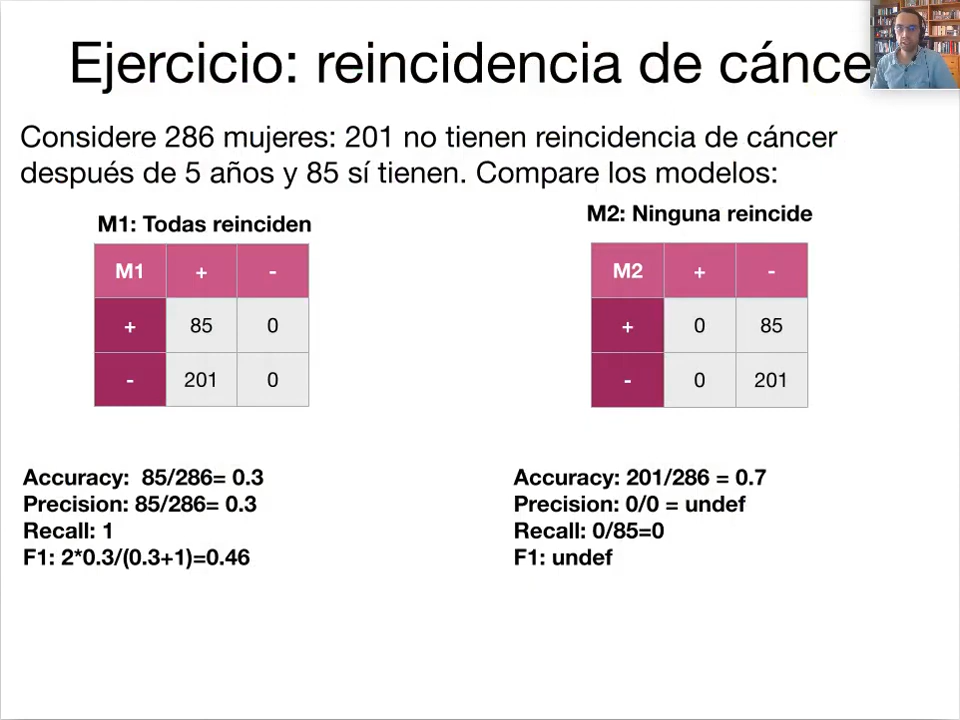 Ejercicio: reincidencia de cánce
Considere 286 mujeres: 201 no tienen reincidencia de cáncer
después de 5 años y 85 sí tienen. Compare los modelos:
M1: Todas reinciden
M1 + -
+ 85 0
- 201 0
Accuracy: 85/286= 0.3
Precision: 85/286= 0.3
Recall: 1
F1: 2*0.3/(0.3+1)=0.46
M2: Ninguna reincide
M2 + -
+ 0 85
- 0 201
Accuracy: 201/286 = 0.7
Precision: 0/0 = undef
Recall: 0/85=0
F1: undef